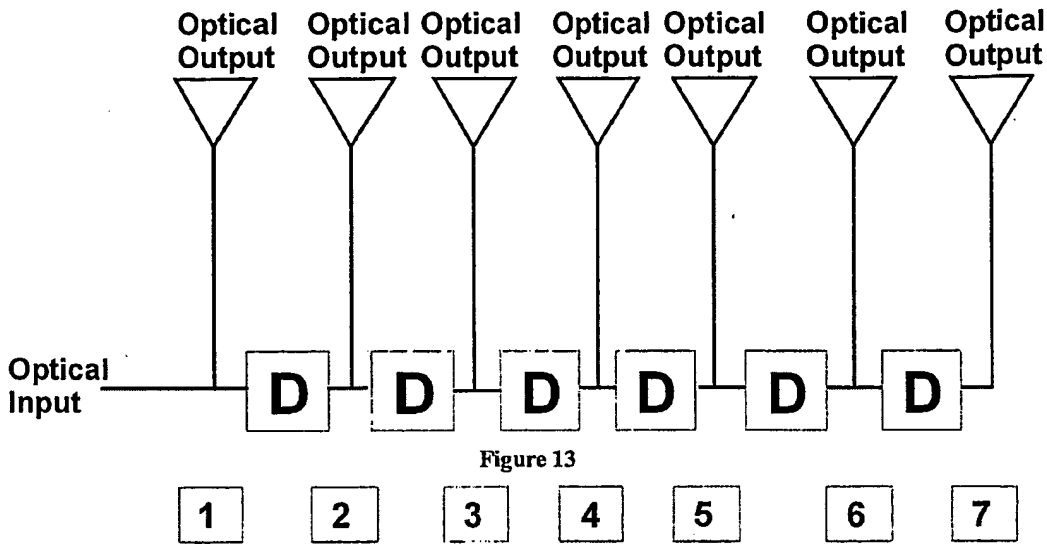 Optical Optical Optical Optical Optical Optical Optical
Output Output Output Output Output Output Output
Optical
Input
D D D D D D
Figure 13
1 2 3 4 5 6 7